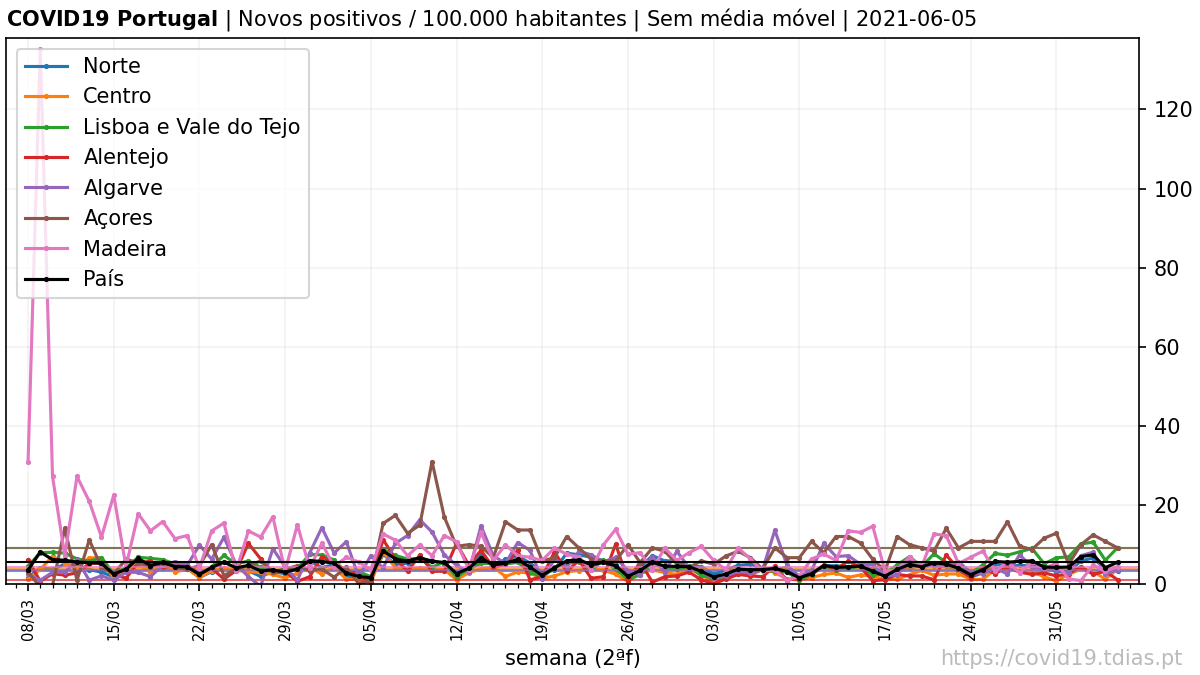 COVID19 Portugal | Novos positivos / 100.000 habitantes | Sem média móvel | 2021-06-05
Norte
Centro
Lisboa e Vale do Tejo
Alentejo
Algarve
Açores
Madeira
País
120
100
80
60
40
20
0
08/03 15/03 22/03 29/03 05/04 12/04 19/04 26/04 03/05 10/05 17/05 24/05 31/05
semana (2ªf)
https://covid19.tdias.pt